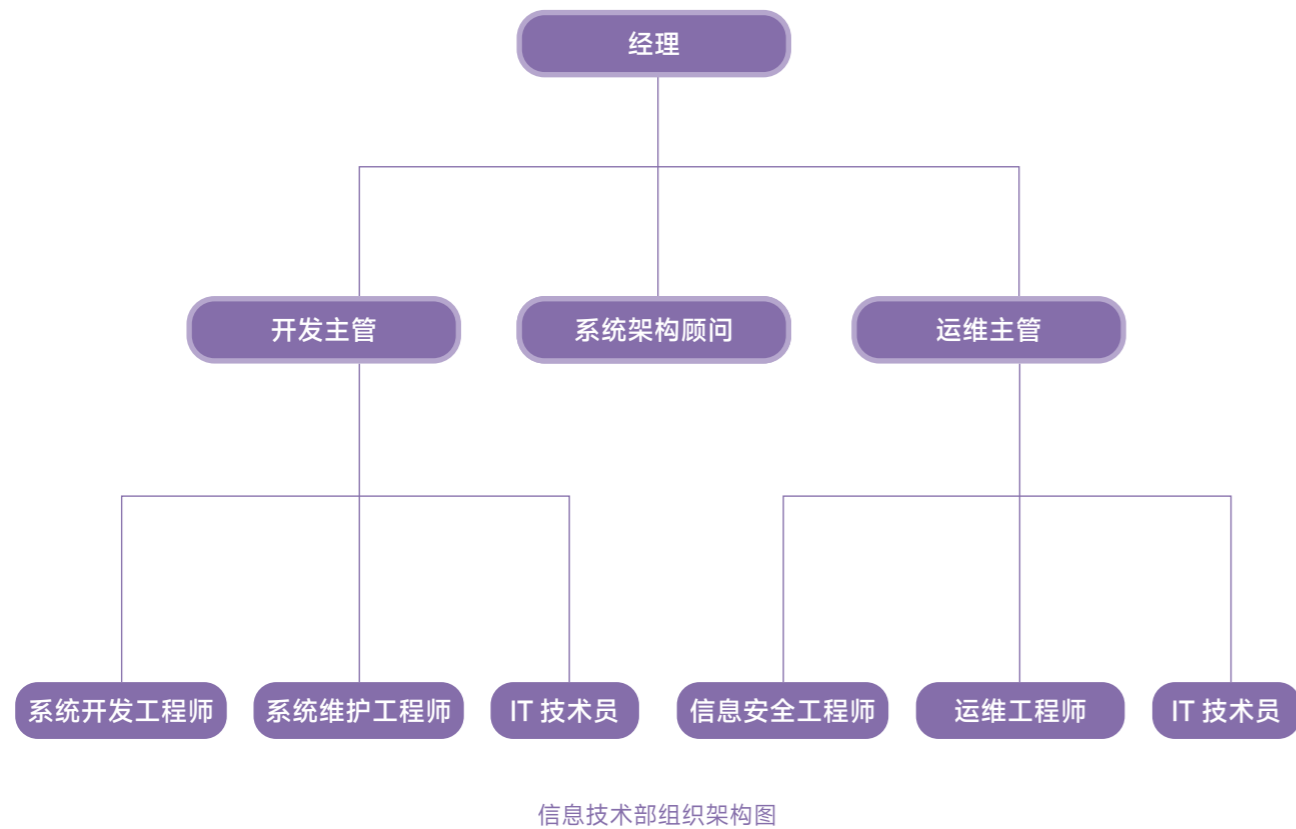 经理
开发主管
系统架构顾问
运维主管
系统开发工程师
系统维护工程师
IT 技术员
信息安全工程师
运维工程师
IT 技术员
信息技术部组织架构图